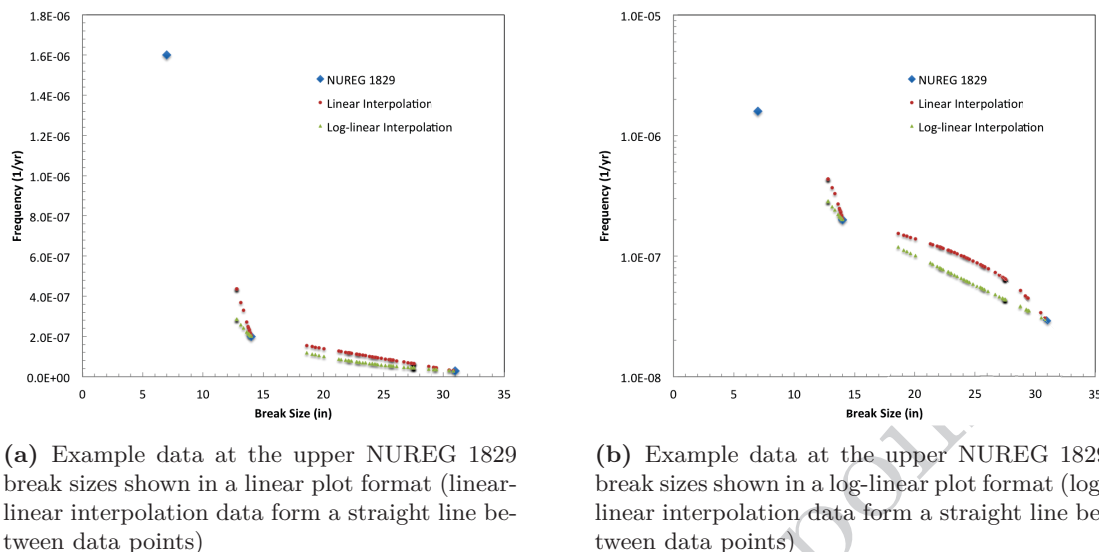 1.8E-06
1.6E-06
1.4E-06
1.2E-06
1.0E-06
8.0E-07
6.0E-07
4.0E-07
2.0E-07
0.0E+00
Frequency (1/yr)
0 5 10 15 20 25 30 35
Break Size (in)
NUREG 1829
Linear Interpolation
Log-linear Interpolation
(a) Example data at the upper NUREG 1829
break sizes shown in a linear plot format (linear-
linear interpolation data form a straight line be-
tween data points)
1.0E-05
1.0E-06
1.0E-07
1.0E-08
Frequency (1/yr)
0 5 10 15 20 25 30 35
Break Size (in)
NUREG 1829
Linear Interpolation
Log-linear Interpolation
(b) Example data at the upper NUREG 1829
break sizes shown in a log-linear plot format (log
linear interpolation data form a straight line be
tween data points)